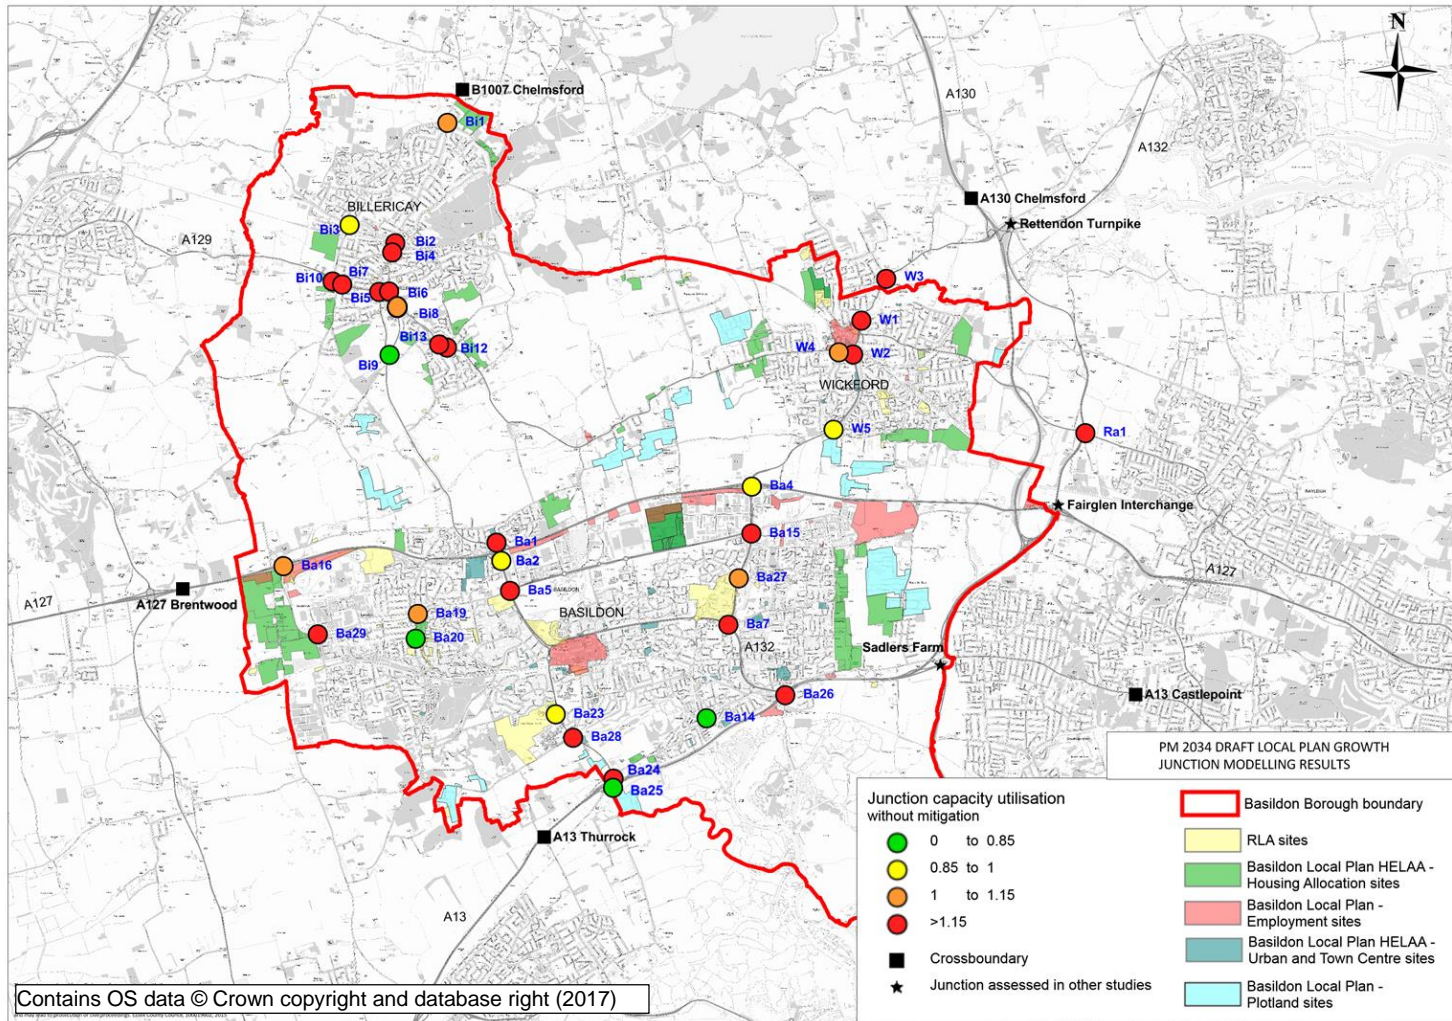 N
B1007 Chelmsford
Bi1
A130
A132
A130 Chelmsford
Rettendon Turnpike
BILLERICAY
Bi3
Bi2
Bi4
A129
Bi10
Bi7
Bi5
Bi6
Bi8
Bi13
Bi12
Bi9
W3
W1
W4
W2
WICKFORD
W5
Ra1
Ba4
Fairglen Interchange
Ba1
Ba15
Ba2
Ba16
Ba5
Ba27
A127
A127 Brentwood
A127
Ba19
BASILDON
Ba29
Ba20
Ba7
A132
Sadlers Farm
Ba26
A13 Castlepoint
Ba23
Ba14
Ba28
Ba24
Ba25
A13 Thurrock
A13
PM 2034 DRAFT LOCAL PLAN GROWTH
JUNCTION MODELLING RESULTS
Junction capacity utilisation
without mitigation
0 to 0.85
0.85 to 1
1 to 1.15
>1.15
Crossboundary
Junction assessed in other studies
Basildon Borough boundary
RLA sites
Basildon Local Plan HELAA -
Housing Allocation sites
Basildon Local Plan -
Employment sites
Basildon Local Plan HELAA -
Urban and Town Centre sites
Basildon Local Plan -
Plotland sites
Contains OS data © Crown copyright and database right (2017)